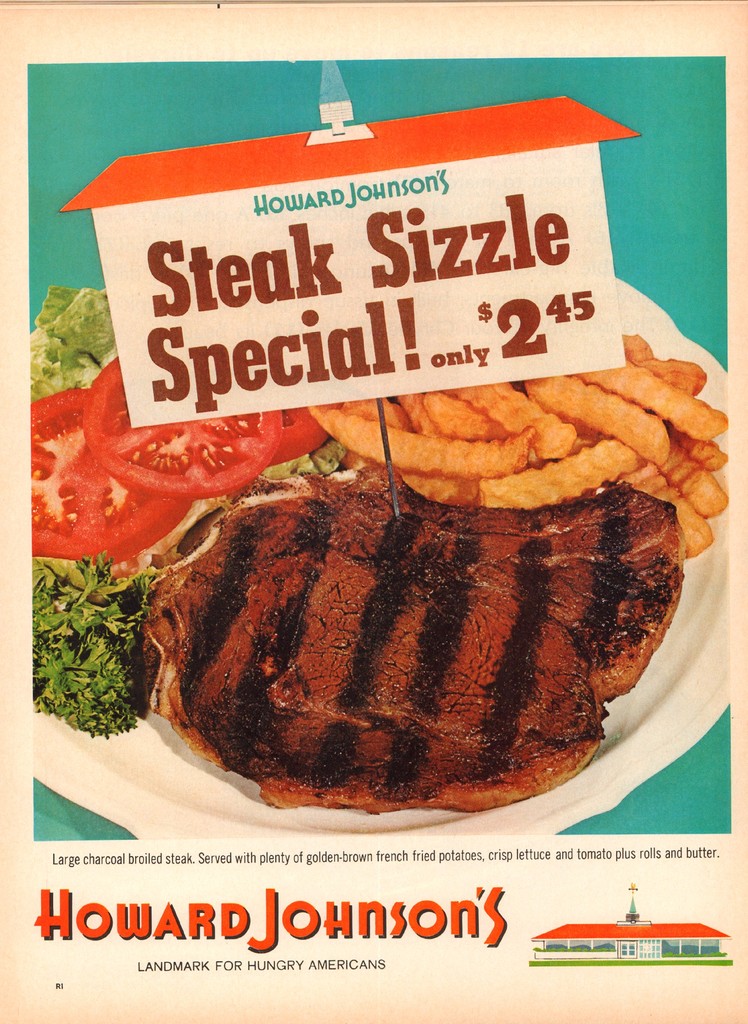 HOWARD JOHNSON'S
Steak Sizzle
Special! only $2 45
Large charcoal broiled steak. Served with plenty of golden-brown french fried potatoes, crisp lettuce and tomato plus rolls and butter.
HOWARD JOHNSON'S
LANDMARK FOR HUNGRY AMERICANS
RI